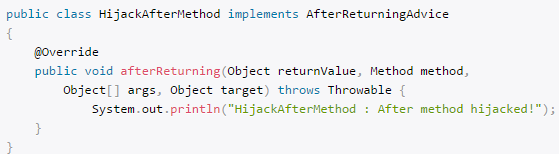 public class HijackAfterMethod implements AfterReturningAdvice
{
    @Override
    public void afterReturning(Object returnValue, Method method,
        Object[] args, Object target) throws Throwable {
            System.out.println("HijackAfterMethod : After method hijacked!");
    }
}